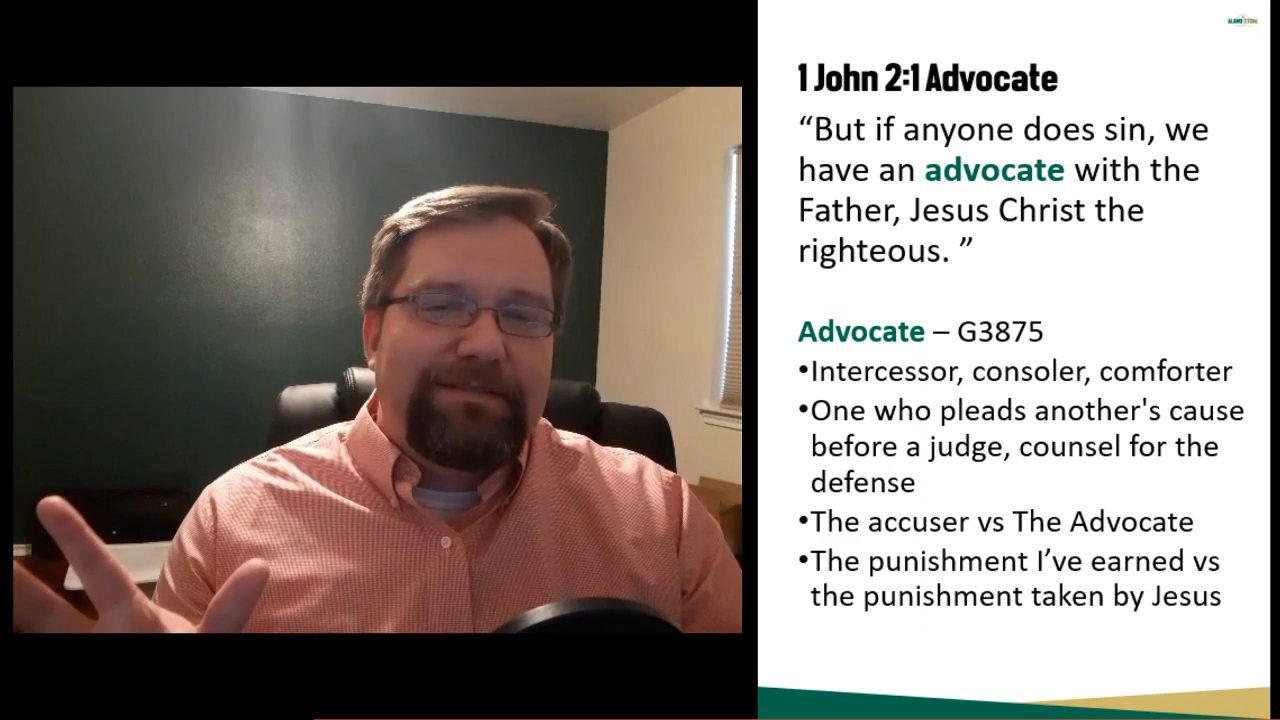 ALAMO STONE
1 John 2:1 Advocate
“But if anyone does sin, we
have an advocate with the
Father, Jesus Christ the
righteous. ”
Advocate – G3875
•Intercessor, consoler, comforter
•One who pleads another's cause
before a judge, counsel for the
defense
•The accuser vs The Advocate
•The punishment I’ve earned vs
the punishment taken by Jesus